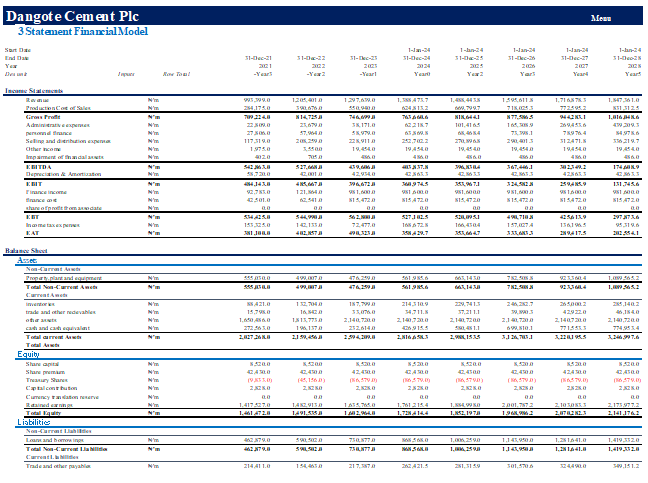 Dangote Cement Plc Menu
3 Statement Financial Model
Start Date 1-Jan-24 1-Jan-24 1-Jan-24 1-Jan-24 1-Jan-24
End Date 31-Dec-21 31-Dec-22 31-Dec-23 31-Dec-24 31-Dec-25 31-Dec-26 31-Dec-27 31-Dec-28
Year 2021 2022 2023 2024 2025 2026 2027 2028
Inputs Row Total -Year3 -Year2 -Year1 Year0 Year2 Year3 Year4 Year5
Income Statements
Revenue N'm 993,399.0 1,205,401.0 1,297,639.0 1,388,473.7 1,488,443.8 1,595,611.8 1,716,878.3 1,847,361.0
Production Cost of Sales N'm 284,175.0 390,676.0 550,940.0 624,813.2 669,799.7 718,025.3 772,595.2 831,312.5
Gross Profit N'm 709,224.0 814,725.0 746,699.0 763,660.6 818,644.1 877,586.5 944,283.1 1,016,048.6
Administrative expenses N'm 22,809.0 23,679.0 38,171.0 62,218.7 101,416.5 165,308.9 269,453.6 439,209.3
personnel finance N'm 27,806.0 57,964.0 58,979.0 63,869.8 68,468.4 73,398.1 78,976.4 84,978.6
Selling and distribution expenses N'm 117,319.0 208,259.0 228,911.0 252,702.2 270,896.8 290,401.3 312,471.8 336,219.7
Other income N'm 1,975.0 3,550.0 19,454.0 19,454.0 19,454.0 19,454.0 19,454.0 19,454.0
Impairment of financial assets N'm 402.0 705.0 486.0 486.0 486.0 486.0 486.0 486.0
EBITDA N'm 542,863.0 527,668.0 439,606.0 403,837.8 396,830.4 367,446.1 302,349.2 174,608.9
Depreciation & Amortization N'm 58,720.0 42,001.0 42,934.0 42,863.3 42,863.3 42,863.3 42,863.3 42,863.3
EBIT N'm 484,143.0 485,667.0 396,672.0 360,974.5 353,967.1 324,582.8 259,485.9 131,745.6
Finance income N'm 92,783.0 121,864.0 981,600.0 981,600.0 981,600.0 981,600.0 981,600.0 981,600.0
finance cost N'm 42,501.0 62,541.0 815,472.0 815,472.0 815,472.0 815,472.0 815,472.0 815,472.0
share of profit from associate N'm 0.0 0.0 0.0 0.0 0.0 0.0 0.0 0.0
EBT N'm 534,425.0 544,990.0 562,800.0 527,102.5 520,095.1 490,710.8 425,613.9 297,873.6
Income tax expenses N'm 153,325.0 142,133.0 72,477.0 168,672.8 166,430.4 157,027.4 136,196.5 95,319.6
EAT N'm 381,100.0 402,857.0 490,323.0 358,429.7 353,664.7 333,683.3 289,417.5 202,554.1
Balance Sheet
Assets
Non-Current Assets
Property, plant and equipment N'm 555,030.0 499,007.0 476,259.0 561,985.6 663,143.0 782,508.8 923,360.4 1,089,565.2
Total Non-Current Assets N'm 555,030.0 499,007.0 476,259.0 561,985.6 663,143.0 782,508.8 923,360.4 1,089,565.2
Current Assets
inventories N'm 88,421.0 132,704.0 187,799.0 214,310.9 229,741.3 246,282.7 265,000.2 285,140.2
trade and other receivables N'm 15,798.0 16,842.0 33,076.0 34,711.8 37,211.1 39,890.3 42,922.0 46,184.0
other assets N'm 1,650,486.0 1,813,773.0 2,140,720.0 2,140,720.0 2,140,720.0 2,140,720.0 2,140,720.0 2,140,720.0
cash and cash equivalent N'm 272,563.0 196,137.0 232,614.0 426,915.5 580,481.1 699,810.1 771,553.3 774,953.4
Total current Assets N'm 2,027,268.0 2,159,456.0 2,594,209.0 2,816,658.3 2,988,153.5 3,126,703.1 3,220,195.5 3,246,997.6
Total Assets
Equity
Share capital N'm 8,520.0 8,520.0 8,520.0 8,520.0 8,520.0 8,520.0 8,520.0 8,520.0
Share premium N'm 42,430.0 42,430.0 42,430.0 42,430.0 42,430.0 42,430.0 42,430.0 42,430.0
Treasury Shares N'm (9,833.0) (45,156.0) (86,579.0) (86,579.0) (86,579.0) (86,579.0) (86,579.0) (86,579.0)
Capital contribution N'm 2,828.0 2,828.0 2,828.0 2,828.0 2,828.0 2,828.0 2,828.0 2,828.0
Currency translation reserve N'm 0.0 0.0 0.0 0.0 0.0 0.0 0.0 0.0
Retained earnings N'm 1,417,527.0 1,482,913.0 1,635,765.0 1,761,215.4 1,884,998.0 2,001,787.2 2,103,083.3 2,173,977.2
Total Equity N'm 1,461,472.0 1,491,535.0 1,602,964.0 1,728,414.4 1,852,197.0 1,968,986.2 2,070,282.3 2,141,176.2
Liabilities
Non-Current Liabilities
Loans and borrowings N'm 462,879.0 590,502.0 730,877.0 868,568.0 1,006,259.0 1,143,950.0 1,281,641.0 1,419,332.0
Total Non-Current Liabilities N'm 462,879.0 590,502.0 730,877.0 868,568.0 1,006,259.0 1,143,950.0 1,281,641.0 1,419,332.0
Current Liabilities
Trade and other payables N'm 214,411.0 154,463.0 217,387.0 262,421.5 281,315.9 301,570.6 324,490.0 349,151.2